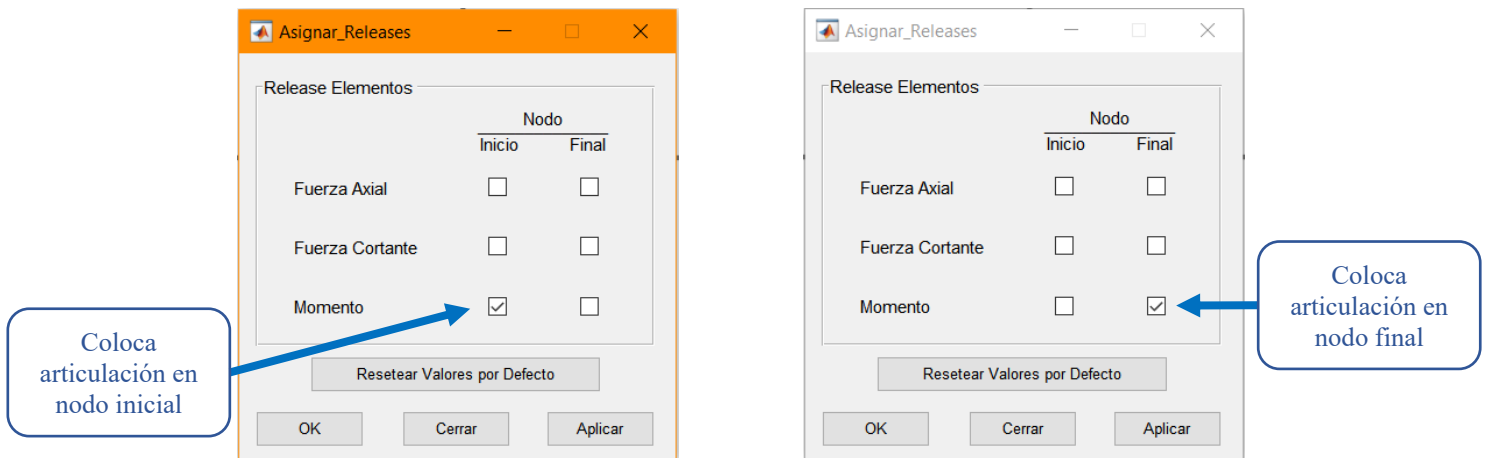 Asignar_Releases
Release Elementos
Nodo
Inicio Final
Fuerza Axial
Fuerza Cortante
Momento
Resetear Valores por Defecto
OK Cerrar Aplicar
Coloca
articulación en
nodo inicial
Asignar_Releases
Release Elementos
Nodo
Inicio Final
Fuerza Axial
Fuerza Cortante
Momento
Resetear Valores por Defecto
OK Cerrar Aplicar
Coloca
articulación en
nodo final